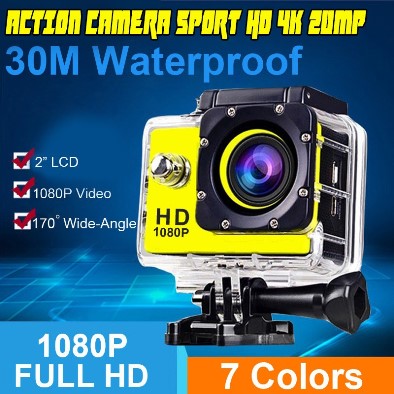 ACTION CAMERA SPORT HD 4K 20MP
30M Waterproof
2” LCD
1080P Video
170° Wide-Angle
HD
1080P
1080P
FULL HD
7 Colors